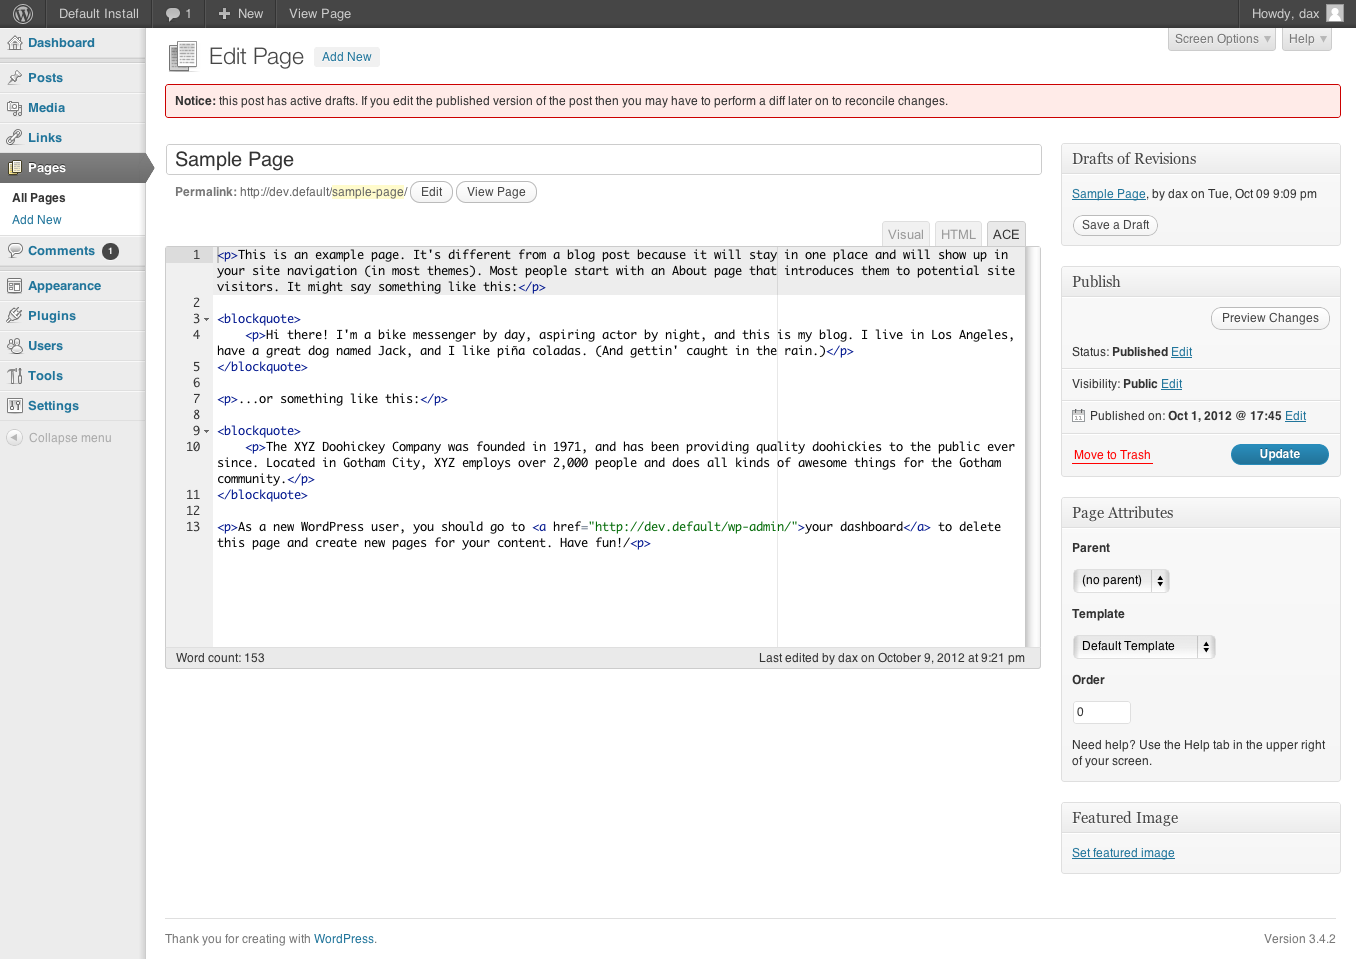 Default Install 1 New View Page Howdy, dax
Dashboard
Posts
Media
Links
Pages
All Pages
Add New
Comments 1
Appearance
Plugins
Users
Tools
Settings
Collapse menu
Screen Options Help
Edit Page Add New
Notice: this post has active drafts. If you edit the published version of the post then you may have to perform a diff later on to reconcile changes.
Sample Page
Permalink: http://dev.default/sample-page/ Edit View Page
Visual HTML ACE
1 <p>This is an example page. It's different from a blog post because it will stay in one place and will show up in
your site navigation (in most themes). Most people start with an About page that introduces them to potential site
visitors. It might say something like this:</p>
2
3 <blockquote>
4 <p>Hi there! I'm a bike messenger by day, aspiring actor by night, and this is my blog. I live in Los Angeles,
have a great dog named Jack, and I like piña coladas. (And gettin' caught in the rain.)</p>
5 </blockquote>
6
7 <p>...or something like this:</p>
8
9 <blockquote>
10 <p>The XYZ Doohickey Company was founded in 1971, and has been providing quality doohickies to the public ever
since. Located in Gotham City, XYZ employs over 2,000 people and does all kinds of awesome things for the Gotham
community.</p>
11 </blockquote>
12
13 <p>As a new WordPress user, you should go to <a href="http://dev.default/wp-admin/">your dashboard</a> to delete
this page and create new pages for your content. Have fun!/<p>
Word count: 153 Last edited by dax on October 9, 2012 at 9:21 pm
Drafts of Revisions
Sample Page, by dax on Tue, Oct 09 9:09 pm
Save a Draft
Publish
Preview Changes
Status: Published Edit
Visibility: Public Edit
Published on: Oct 1, 2012 @ 17:45 Edit
Move to Trash Update
Page Attributes
Parent
(no parent)
Template
Default Template
Order
0
Need help? Use the Help tab in the upper right
of your screen.
Featured Image
Set featured image
Thank you for creating with WordPress. Version 3.4.2